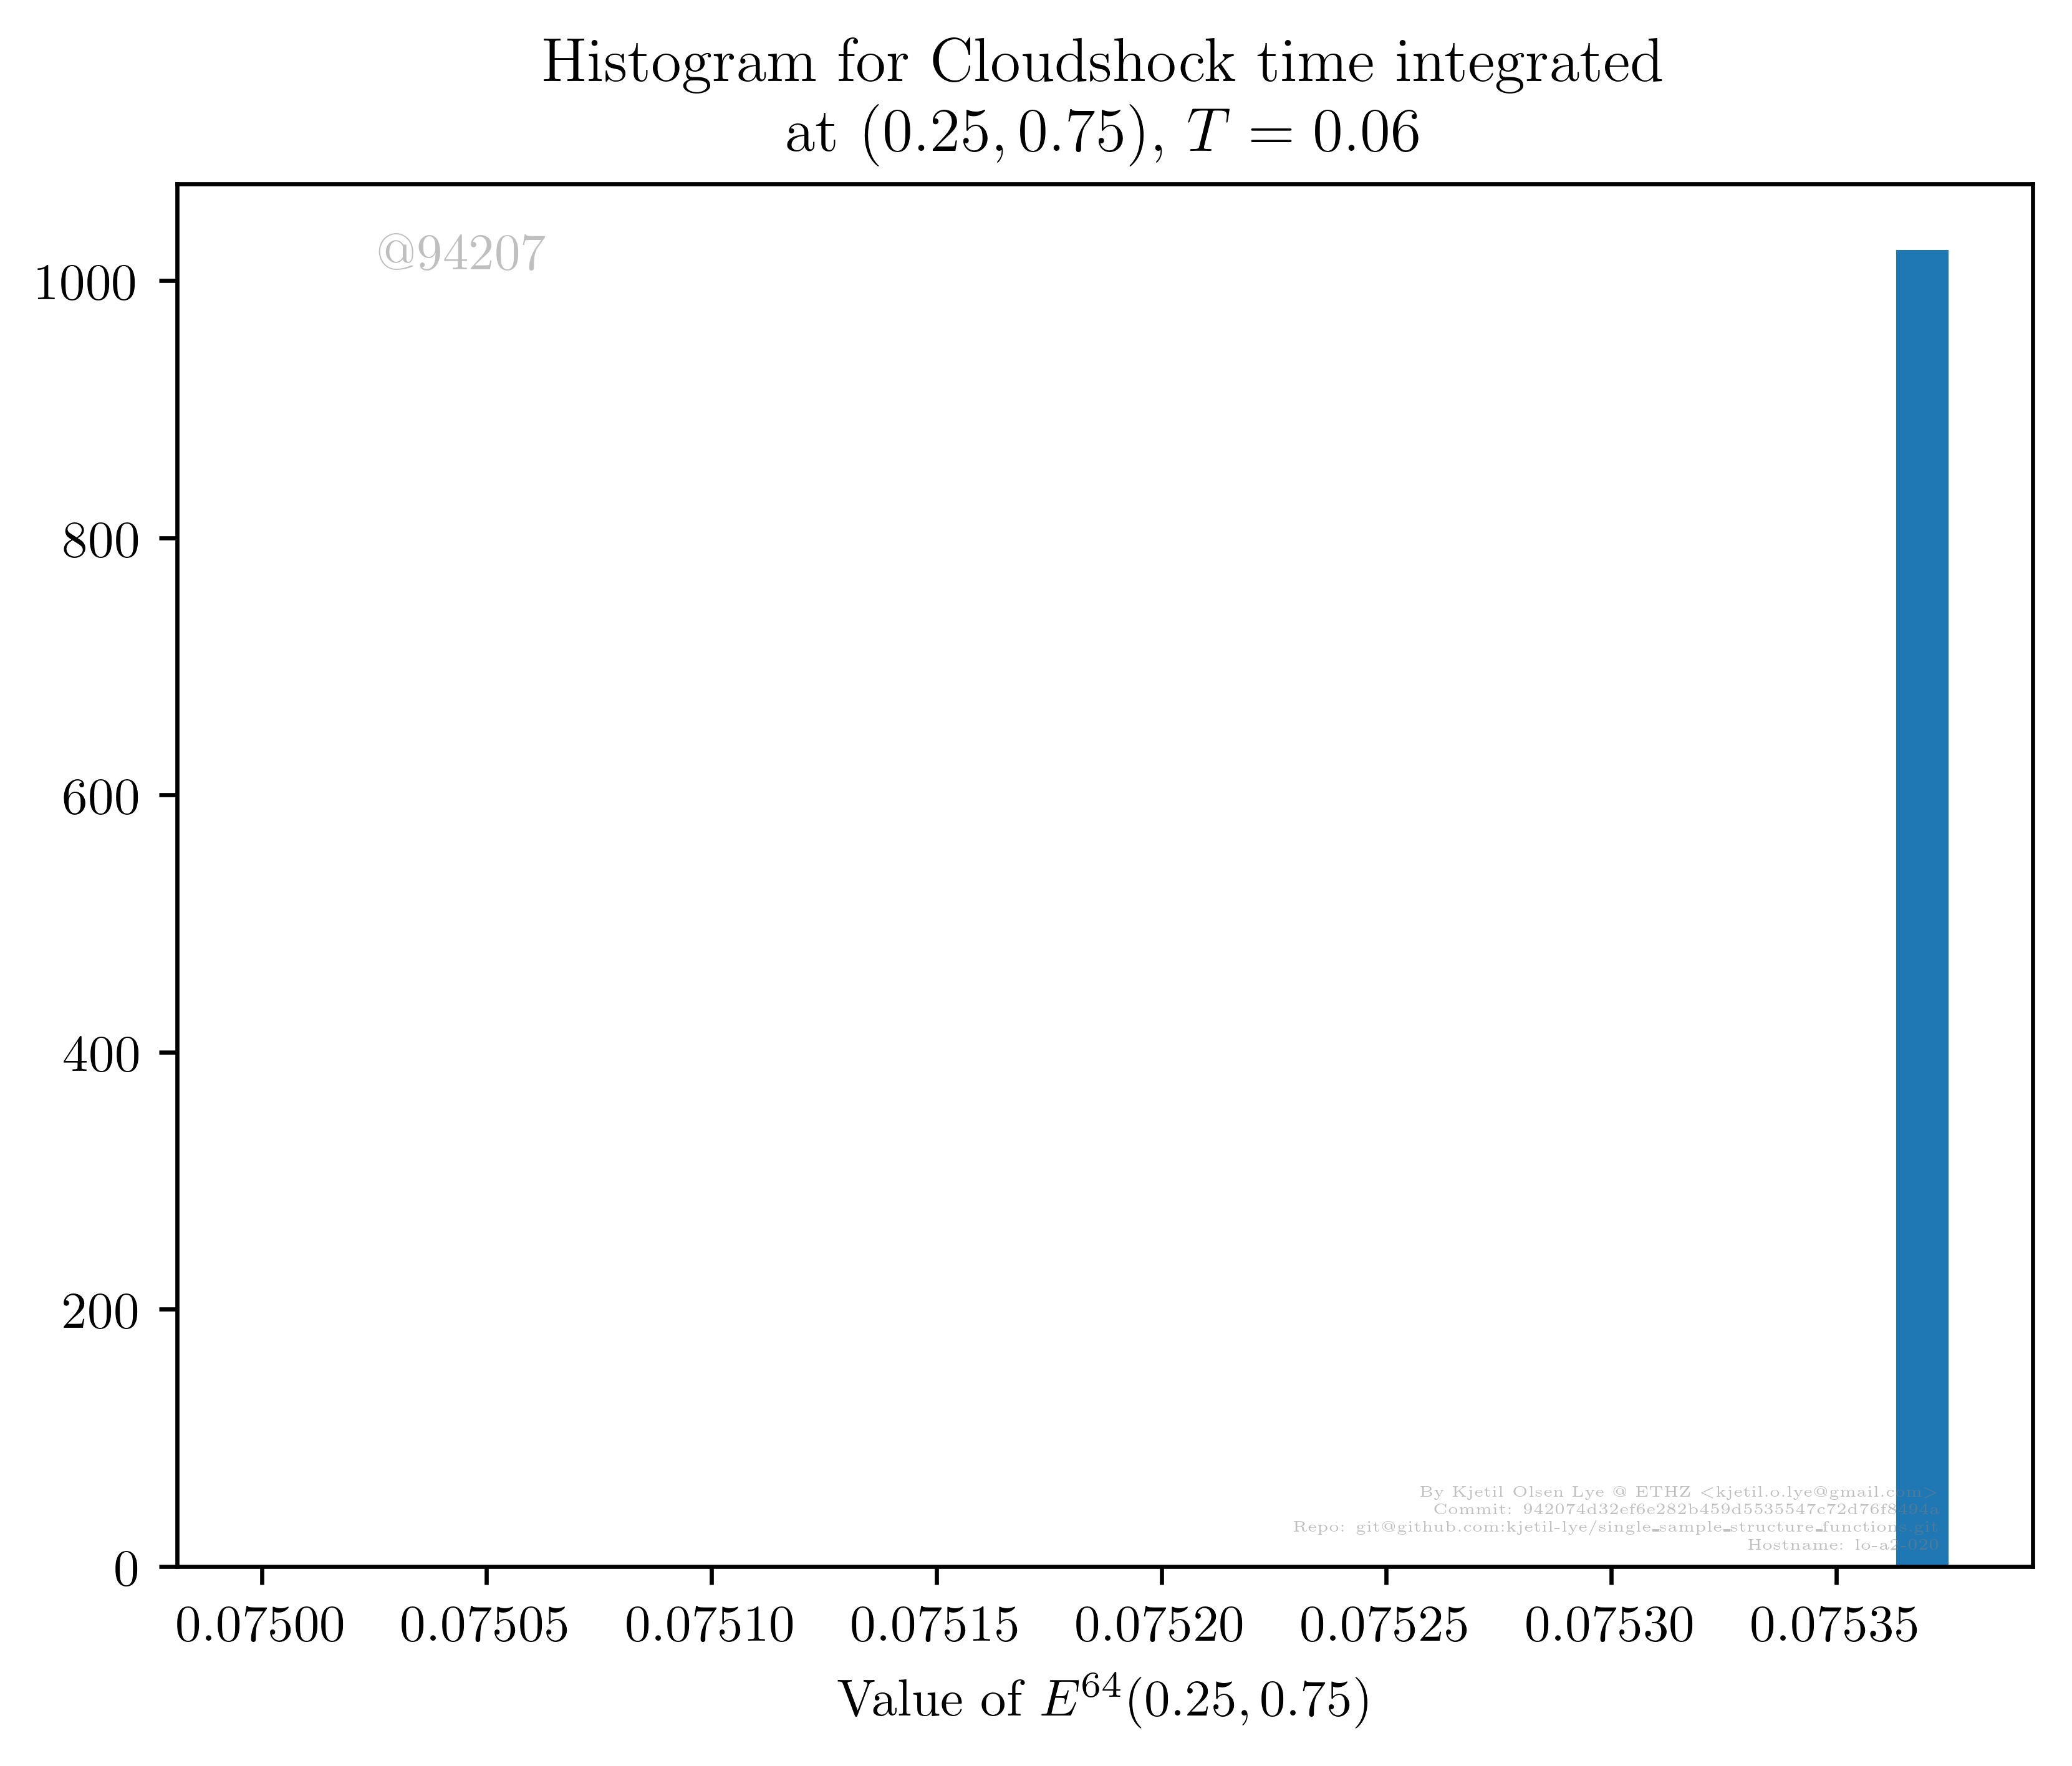 Histogram for Cloudshock time integrated
at (0.25, 0.75), T = 0.06
@94207
1000
800
600
400
200
0
By Kjetil Olsen Lye @ ETHZ <kjetil.o.lye@gmail.com>
Commit: 942074d32ef6e282b459d5535547c72d76f8494a
Repo: git@github.com:kjetil-lye/single_sample_structure_functions.git
Hostname: lo-a2-020
0.07500 0.07505 0.07510 0.07515 0.07520 0.07525 0.07530 0.07535
Value of E^64(0.25, 0.75)